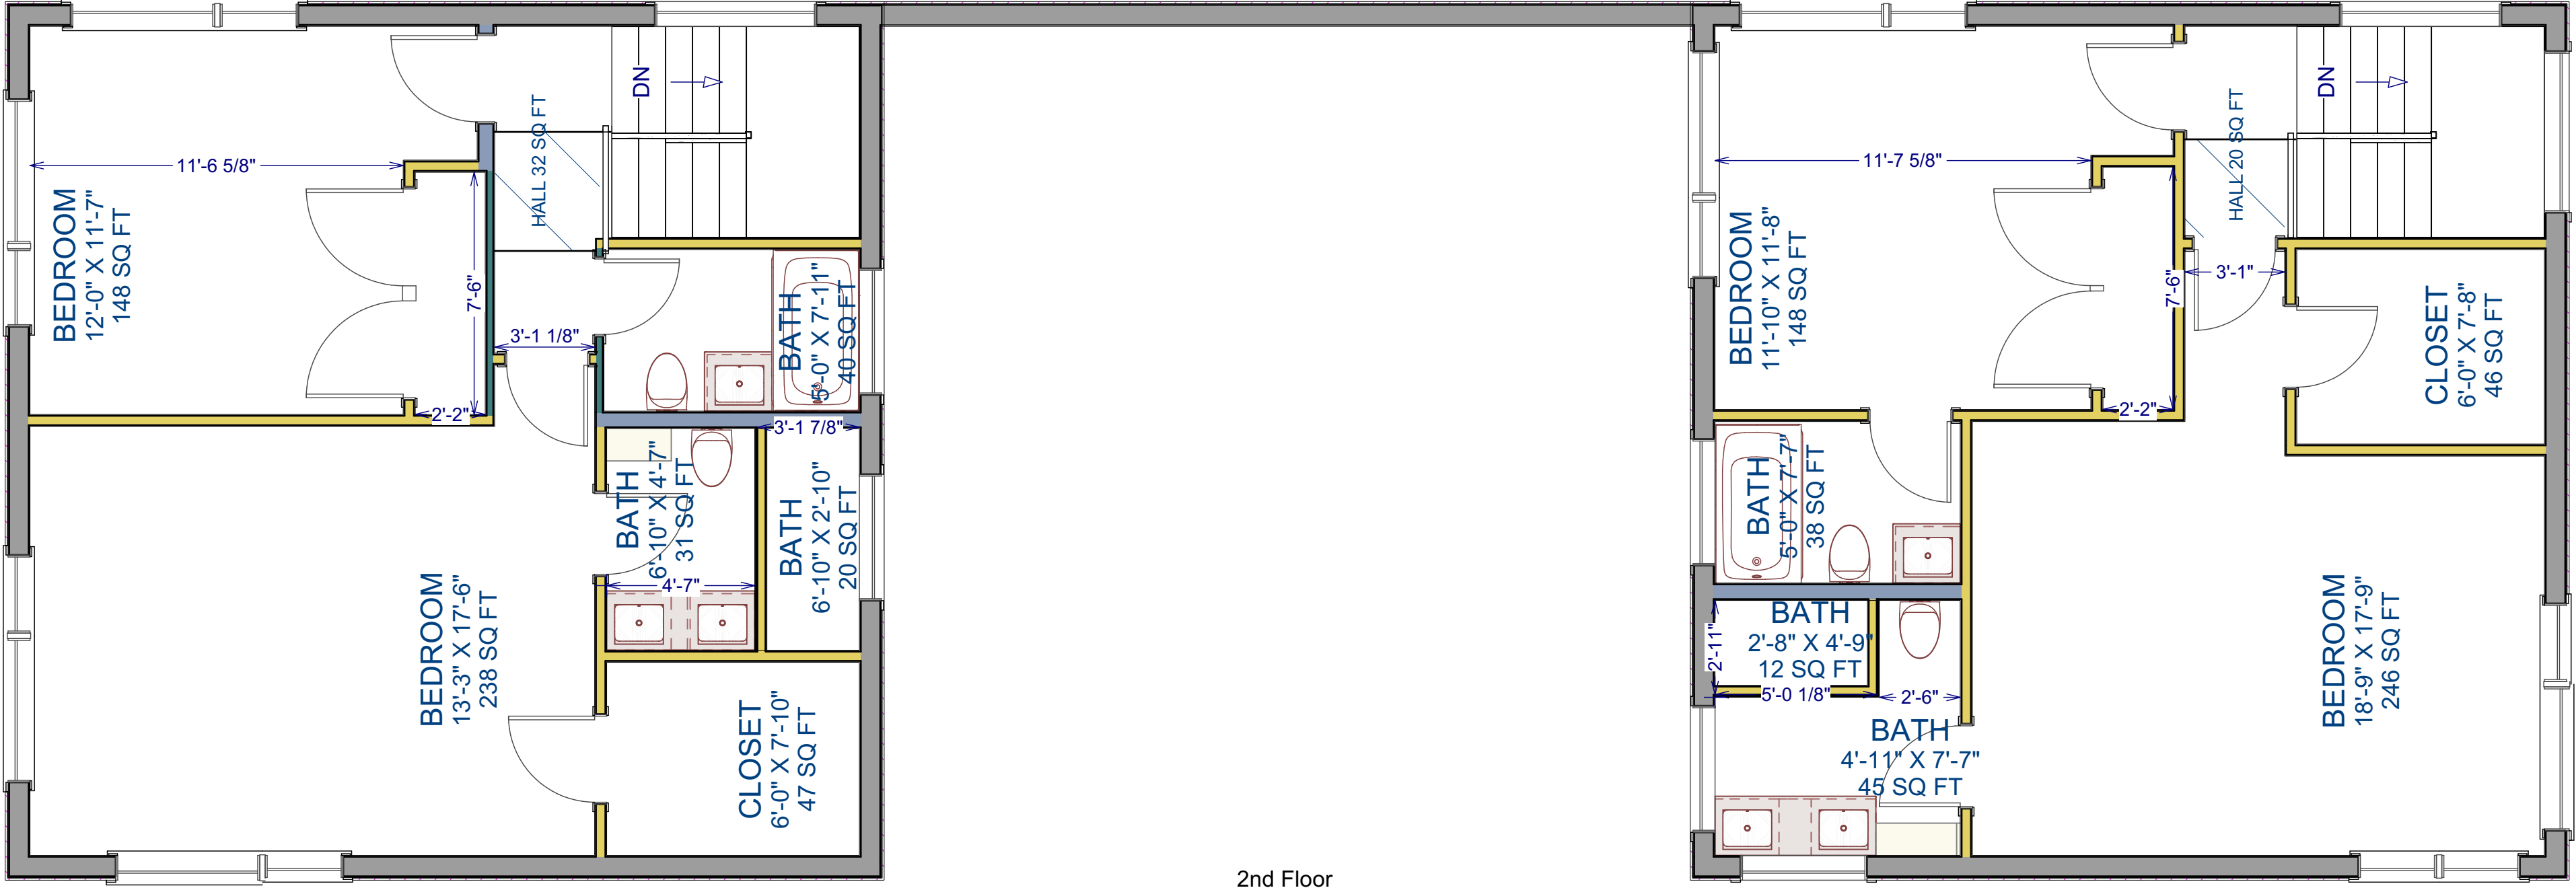 DN
HALL 32 SQ FT
11'-6 5/8"
BEDROOM
12'-0" X 11'-7"
148 SQ FT
7'-6"
3'-1 1/8"
2'-2"
BATH
5'-0" X 7'-11"
40 SQ FT
3'-1 7/8"
BATH
6'-10" X 4'-7"
31 SQ FT
4'-7"
BATH
6'-10" X 2'-10"
20 SQ FT
BEDROOM
13'-3" X 17'-6"
238 SQ FT
CLOSET
6'-0" X 7'-10"
47 SQ FT
DN
HALL 20 SQ FT
11'-7 5/8"
BEDROOM
11'-10" X 11'-8"
148 SQ FT
7'-6"
3'-1"
2'-2"
CLOSET
6'-0" X 7'-8"
46 SQ FT
BATH
5'-0" X 7'-7"
38 SQ FT
BATH
2'-8" X 4'-9"
12 SQ FT
2'-11"
5'-0 1/8"
2'-6"
BATH
4'-11" X 7'-7"
45 SQ FT
BEDROOM
18'-9" X 17'-9"
246 SQ FT
2nd Floor